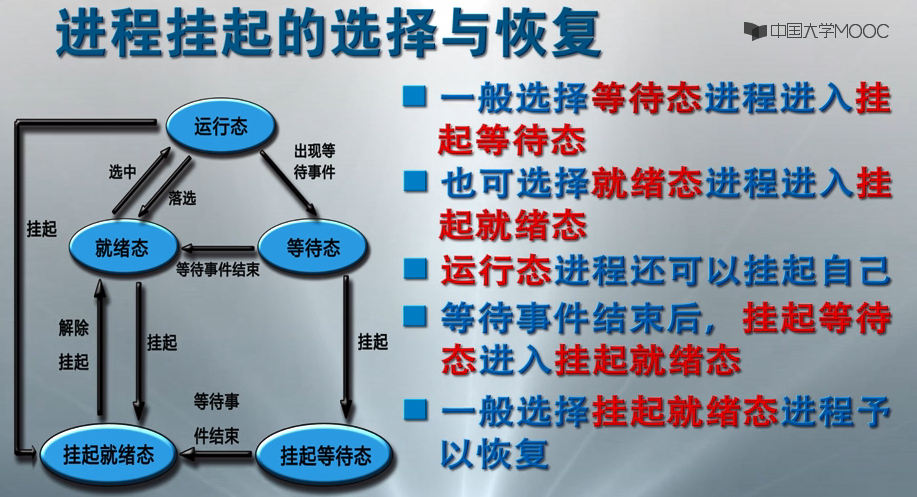 进程挂起的选择与恢复
中国大学MOOC
运行态
选中
落选
出现等
待事件
挂起
就绪态
等待态
等待事件结束
解除
挂起
挂起
挂起
等待事
件结束
挂起就绪态
挂起等待态
一般选择等待态进程进入挂
起等待态
也可选择就绪态进程进入挂
起就绪态
运行态进程还可以挂起自己
等待事件结束后，挂起等待
态进入挂起就绪态
一般选择挂起就绪态进程予
以恢复